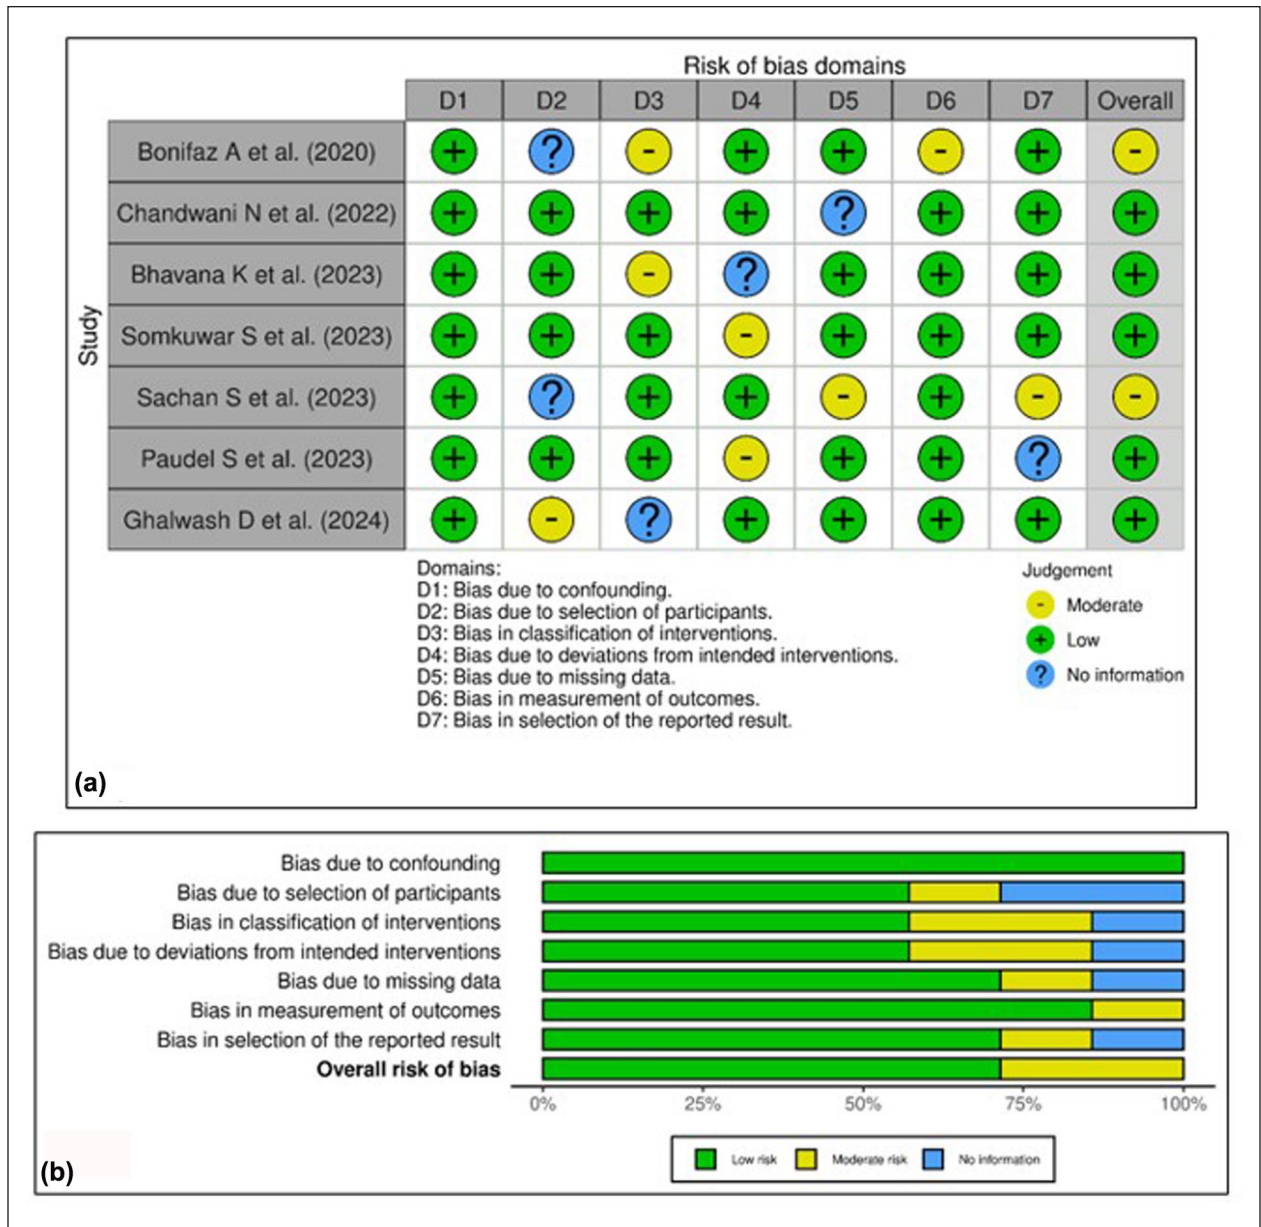 Risk of bias domains
D1 D2 D3 D4 D5 D6 D7 Overall
Study
Bonifaz A et al. (2020) + ? - + + - + -
Chandwani N et al. (2022) + + + + ? + + +
Bhavana K et al. (2023) + + - ? + + + +
Somkuwar S et al. (2023) + + + - + + + +
Sachan S et al. (2023) + ? + + - + - -
Paudel S et al. (2023) + + + - + + ? +
Ghalwash D et al. (2024) + - ? + + + + +
Domains:
D1: Bias due to confounding.
D2: Bias due to selection of participants.
D3: Bias in classification of interventions.
D4: Bias due to deviations from intended interventions.
D5: Bias due to missing data.
D6: Bias in measurement of outcomes.
D7: Bias in selection of the reported result.
Judgement
- Moderate
+ Low
? No information
(a)
Bias due to confounding
Bias due to selection of participants
Bias in classification of interventions
Bias due to deviations from intended interventions
Bias due to missing data
Bias in measurement of outcomes
Bias in selection of the reported result
Overall risk of bias
0% 25% 50% 75% 100%
Low risk Moderate risk No information
(b)